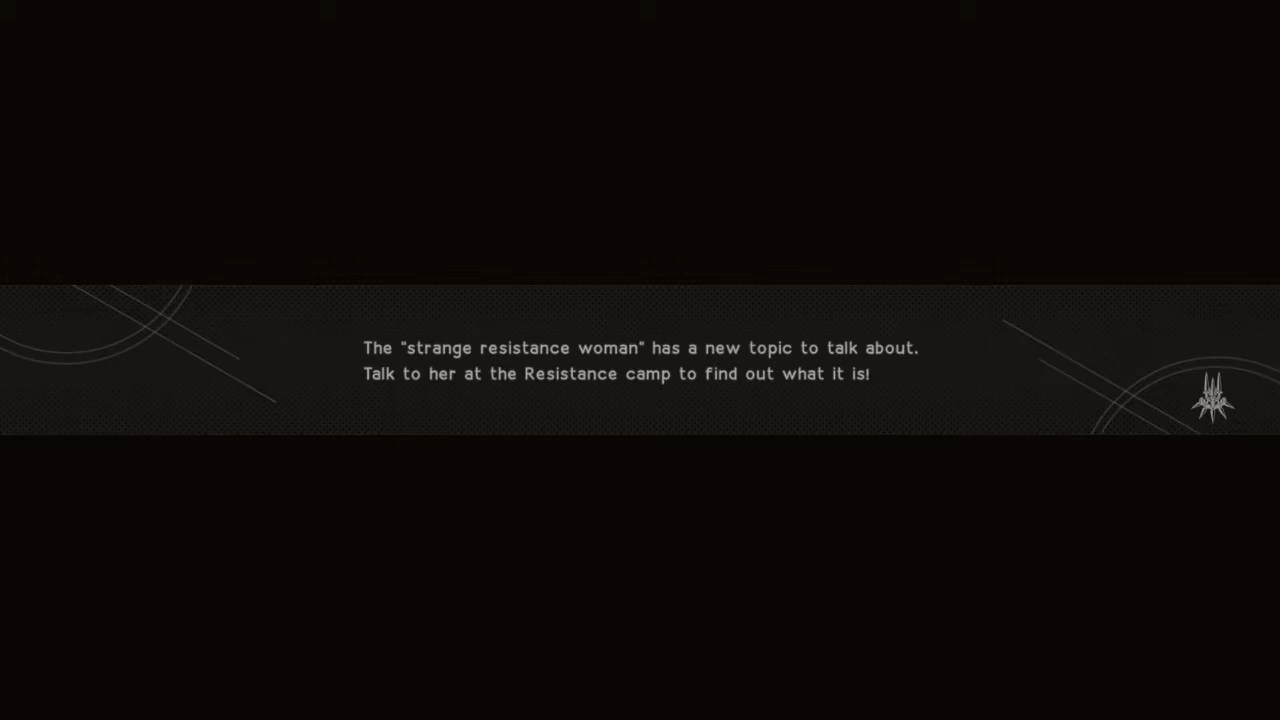 The "strange resistance woman" has a new topic to talk about.
Talk to her at the Resistance camp to find out what it is!